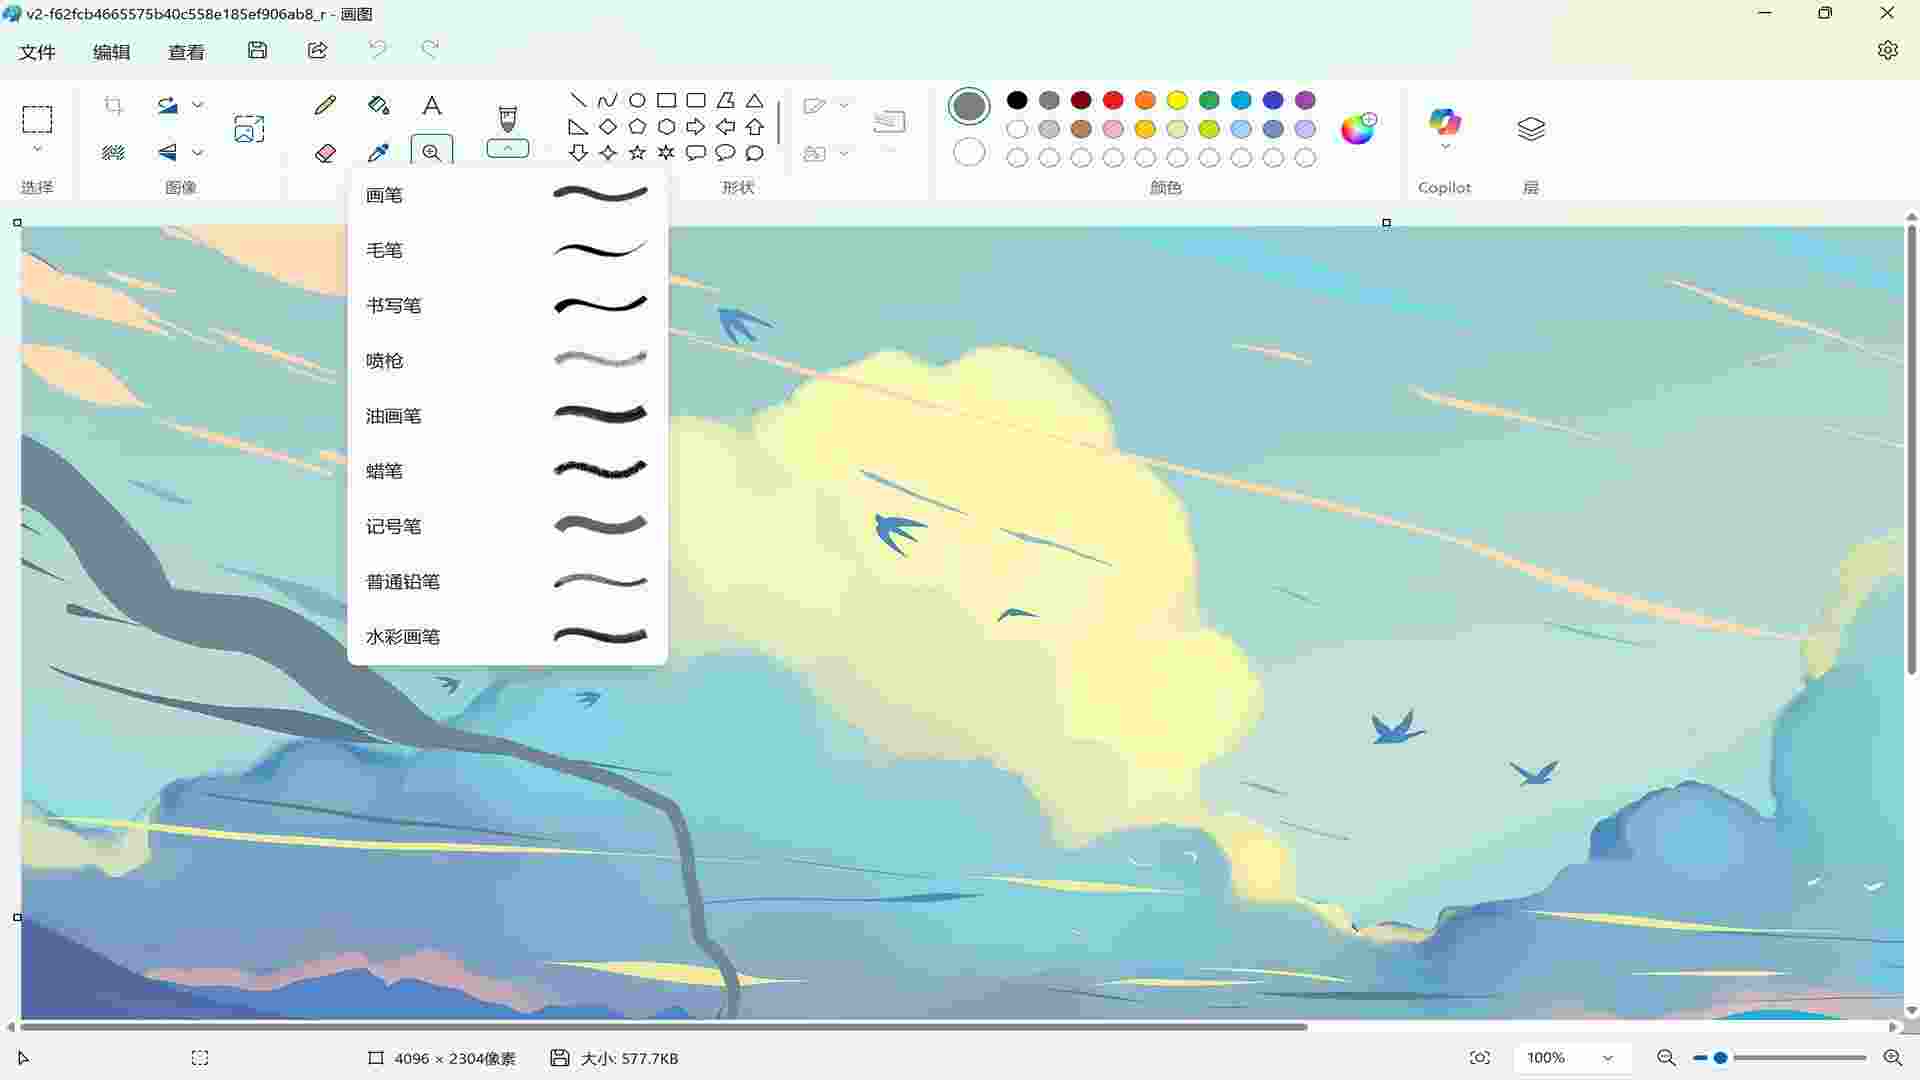 v2-f62fcb4665575b40c558e185ef906ab8_r - 画图
文件 编辑 查看
选择 图像 形状 颜色 Copilot 层
画笔
毛笔
书写笔
喷枪
油画笔
蜡笔
记号笔
普通铅笔
水彩画笔
4096 × 2304像素 大小: 577.7KB 100%